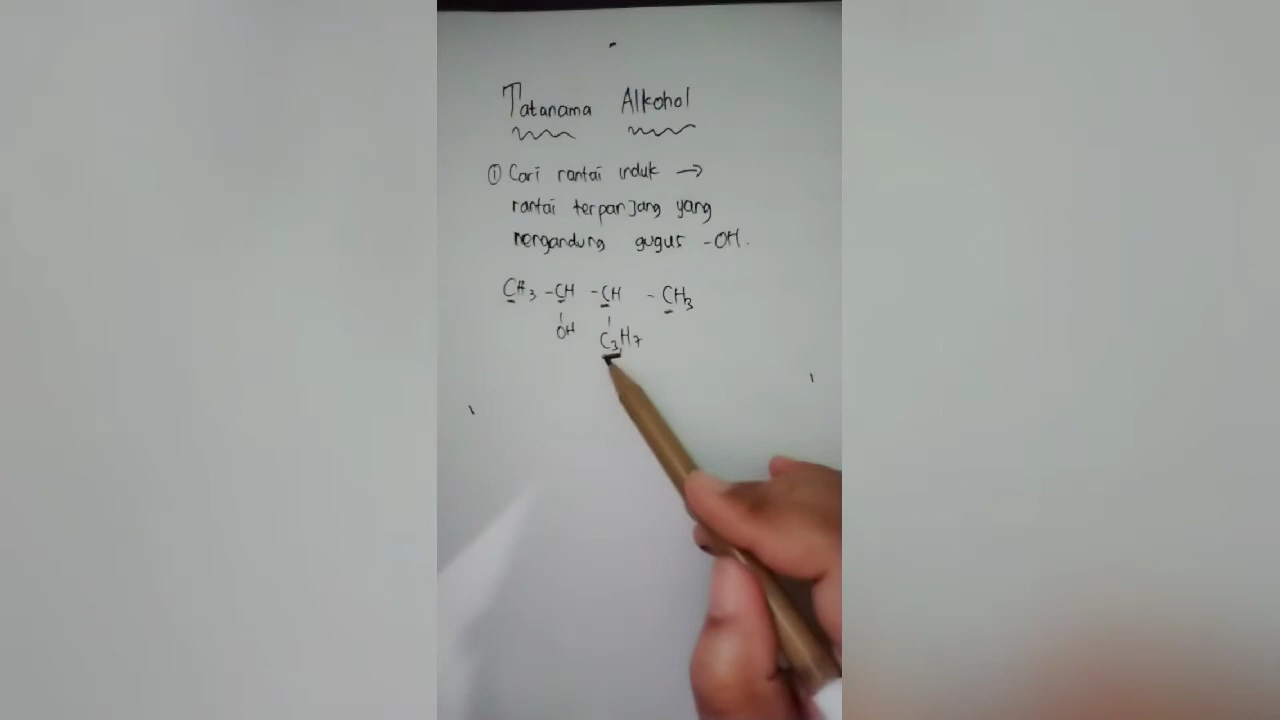 Tatanama Alkohol
① Cari rantai induk →
rantai terpanjang yang
mengandung gugus -OH.
CH3 -CH -CH - CH3
OH C3H7